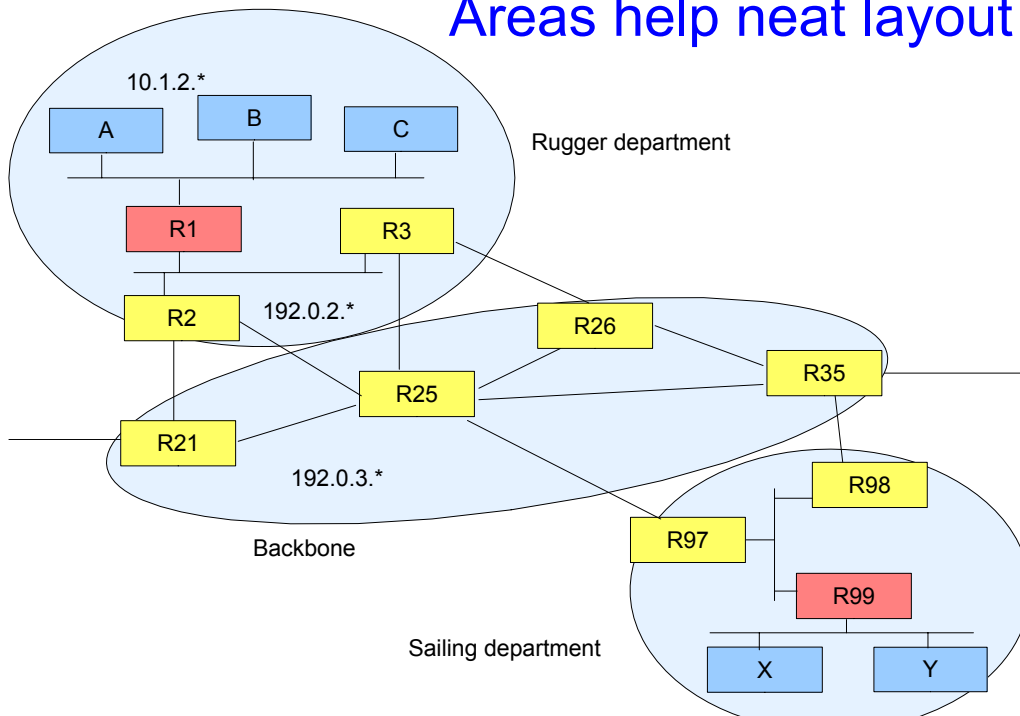 Areas help neat layout
10.1.2.*
A
B
C
Rugger department
R1
R3
R2
192.0.2.*
R26
R25
R35
R21
192.0.3.*
R98
Backbone
R97
R99
Sailing department
X
Y